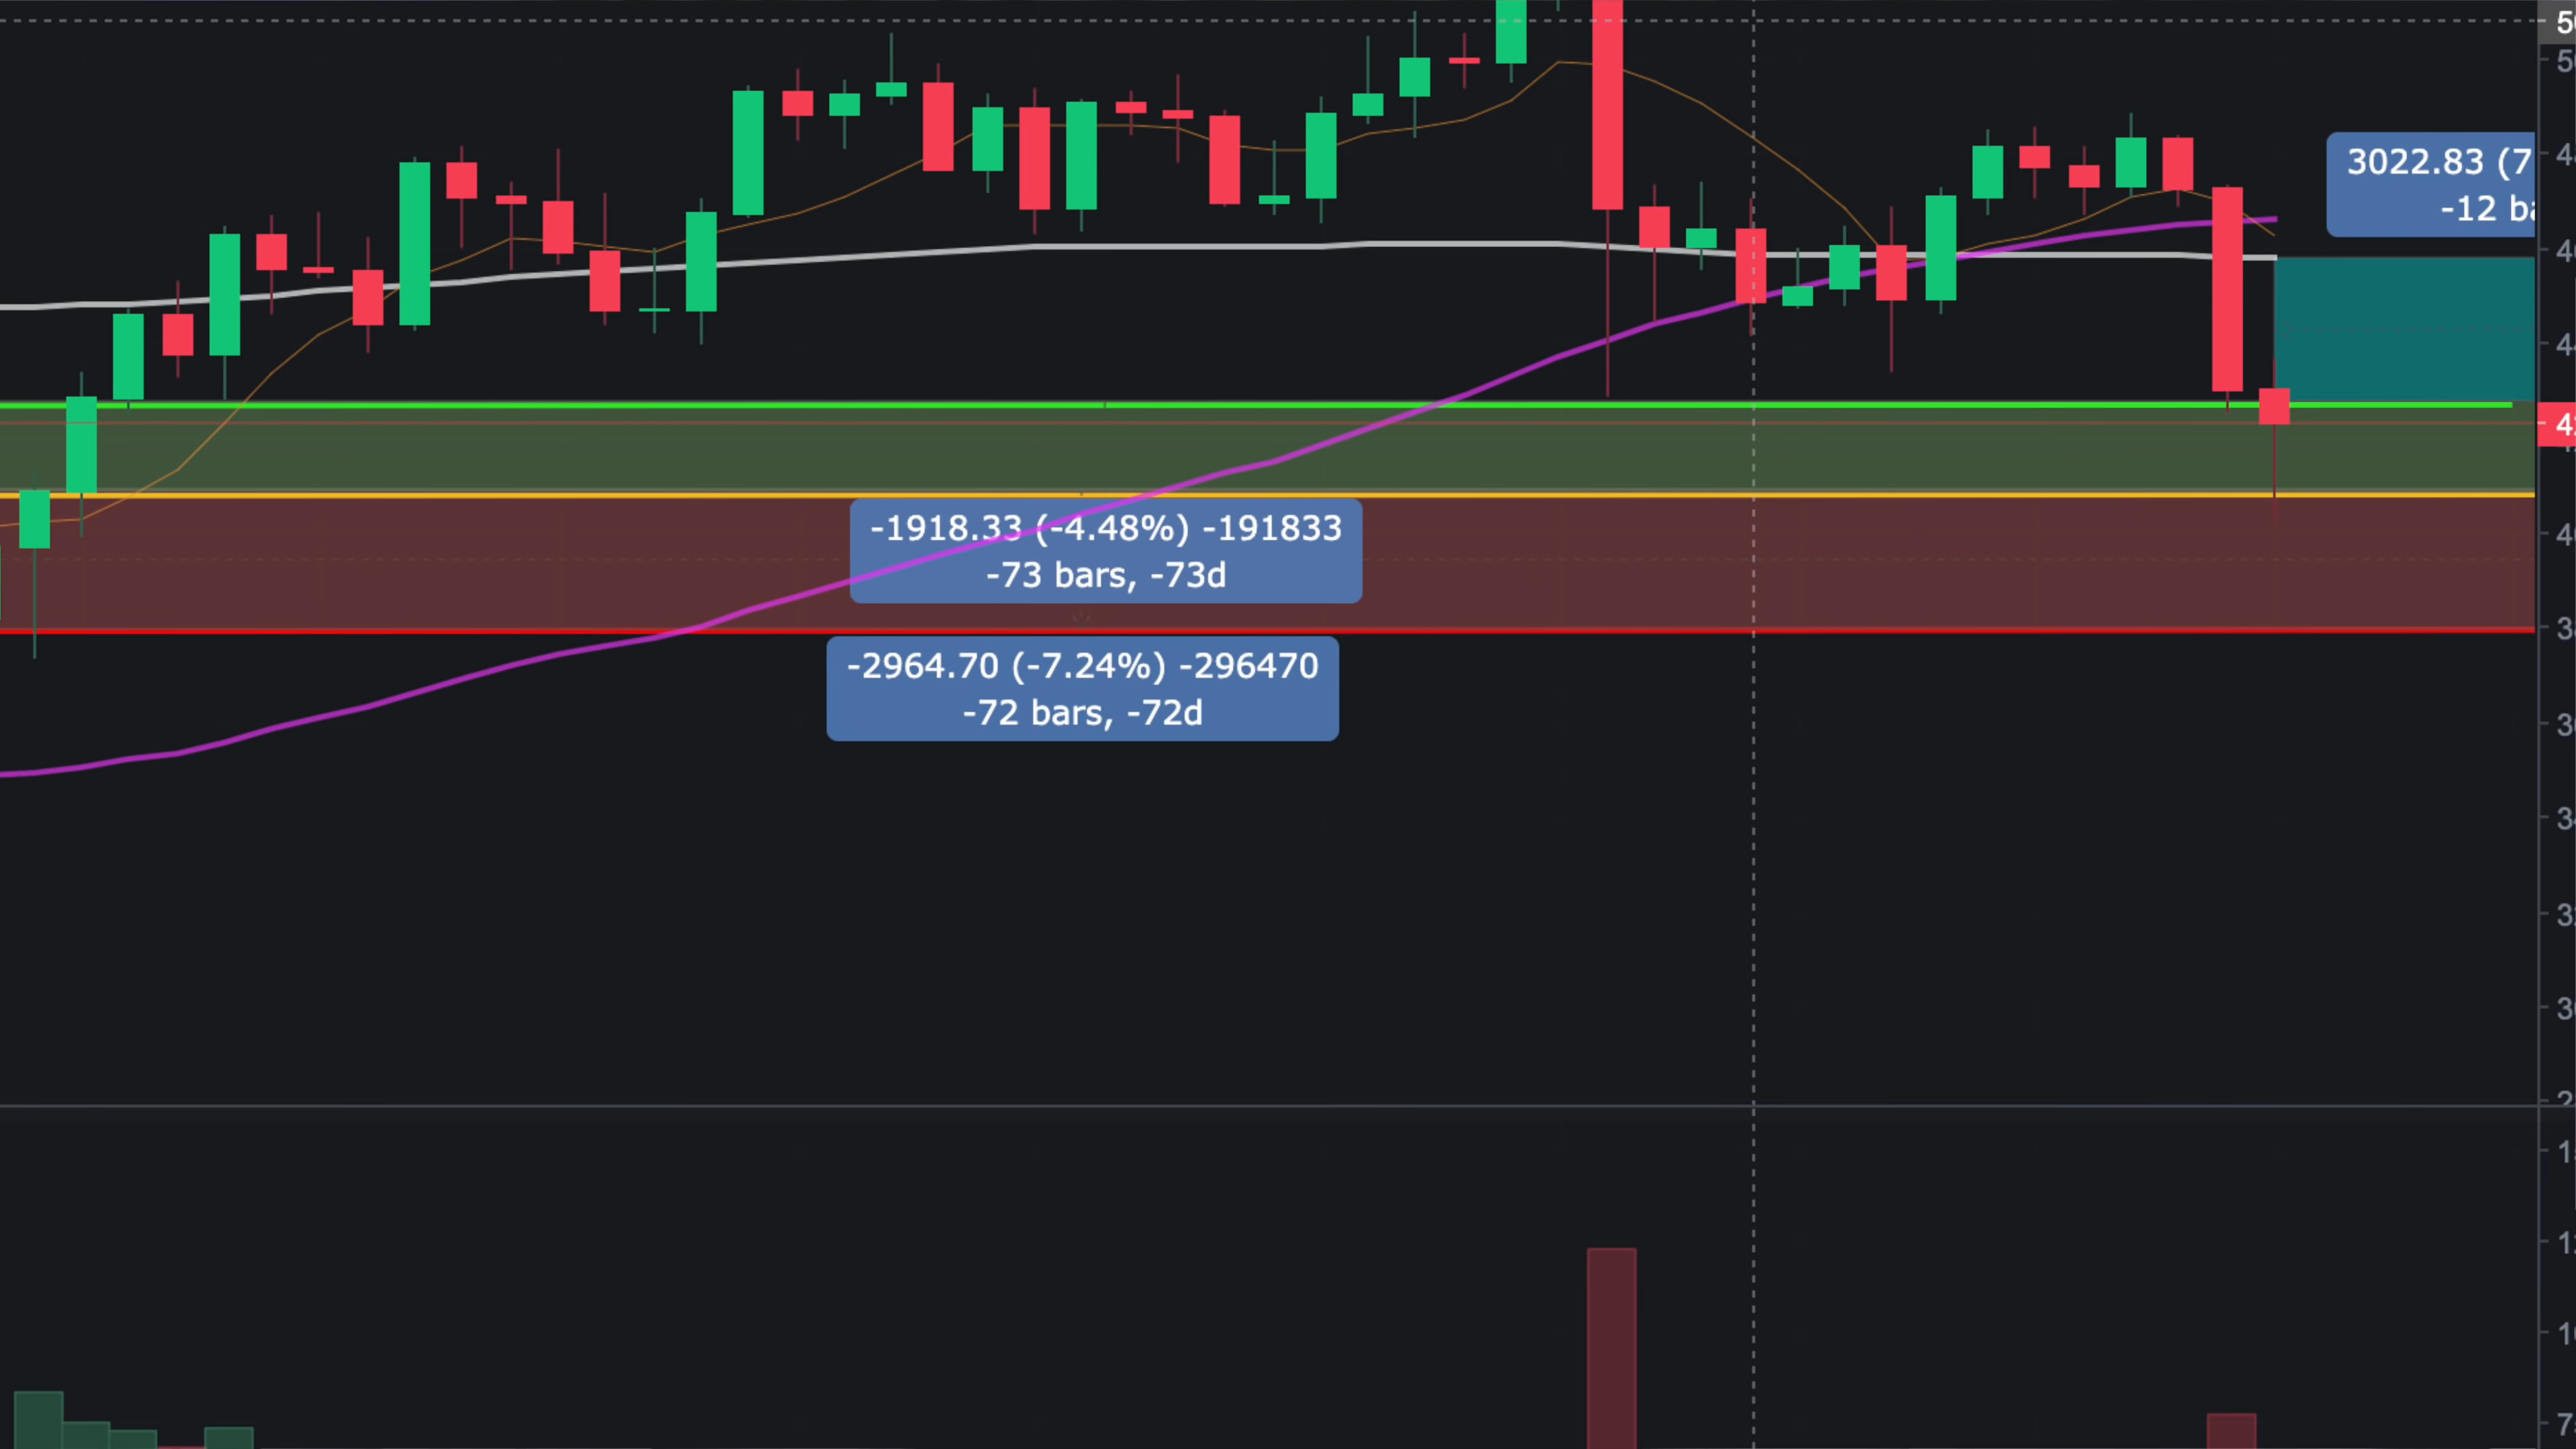 3022.83 (7
-12 ba
-1918.33 (-4.48%) -191833
-73 bars, -73d
-2964.70 (-7.24%) -296470
-72 bars, -72d